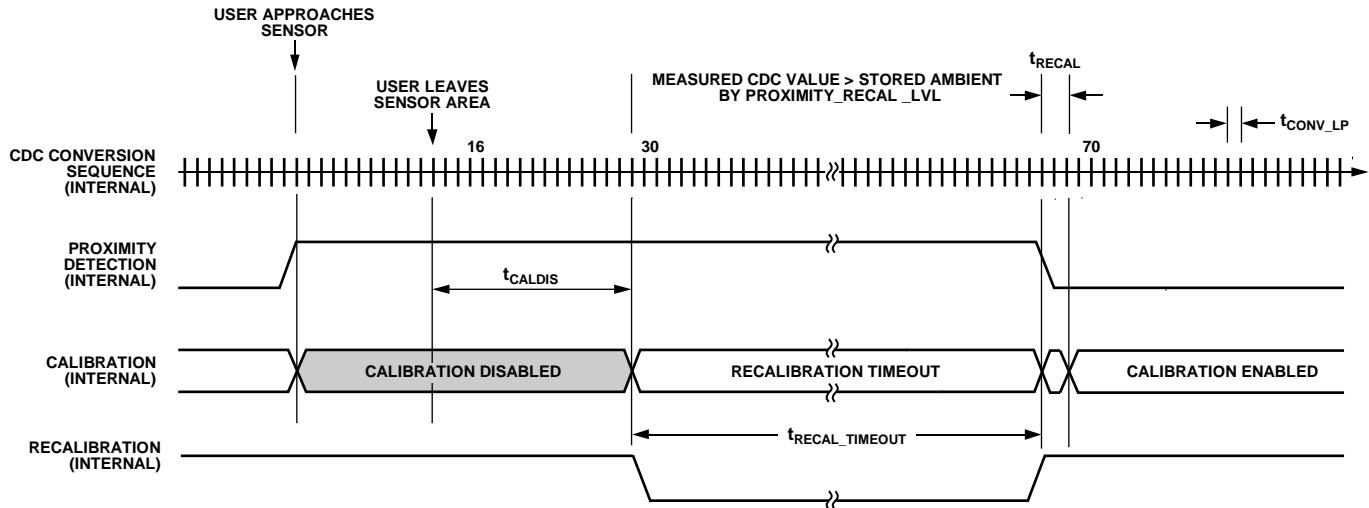 USER APPROACHES
SENSOR
USER LEAVES
SENSOR AREA
MEASURED CDC VALUE > STORED AMBIENT
BY PROXIMITY_RECAL _LVL
tRECAL
tCONV_LP
CDC CONVERSION
SEQUENCE
(INTERNAL)
16
30
70
PROXIMITY
DETECTION
(INTERNAL)
tCALDIS
CALIBRATION
(INTERNAL)
CALIBRATION DISABLED
RECALIBRATION TIMEOUT
CALIBRATION ENABLED
RECALIBRATION
(INTERNAL)
tRECAL_TIMEOUT